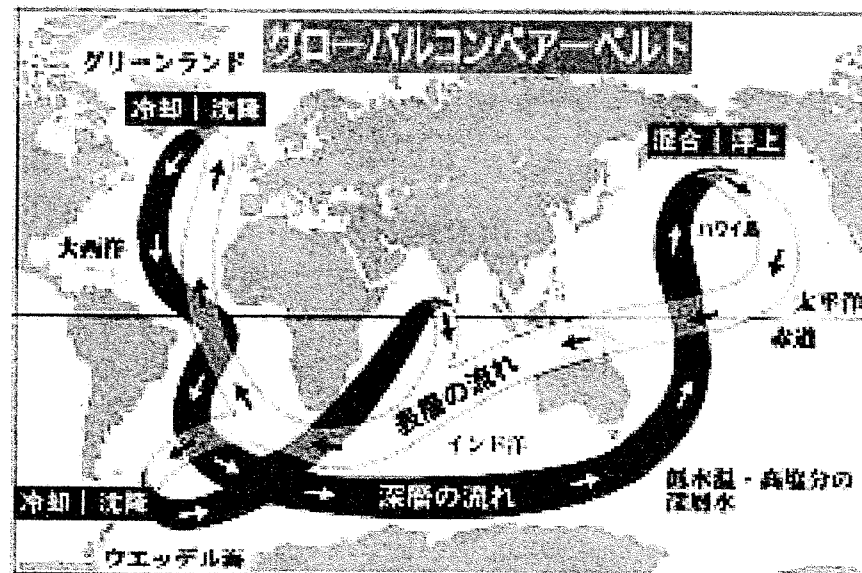 グローバルコンベアーベルト
グリーンランド
冷却｜沈降
混合｜浮上
大西洋
ハワイ島
太平洋
赤道
表層の流れ
インド洋
冷却｜沈降
深層の流れ
低水温・高塩分の
深層水
ウエッデル海